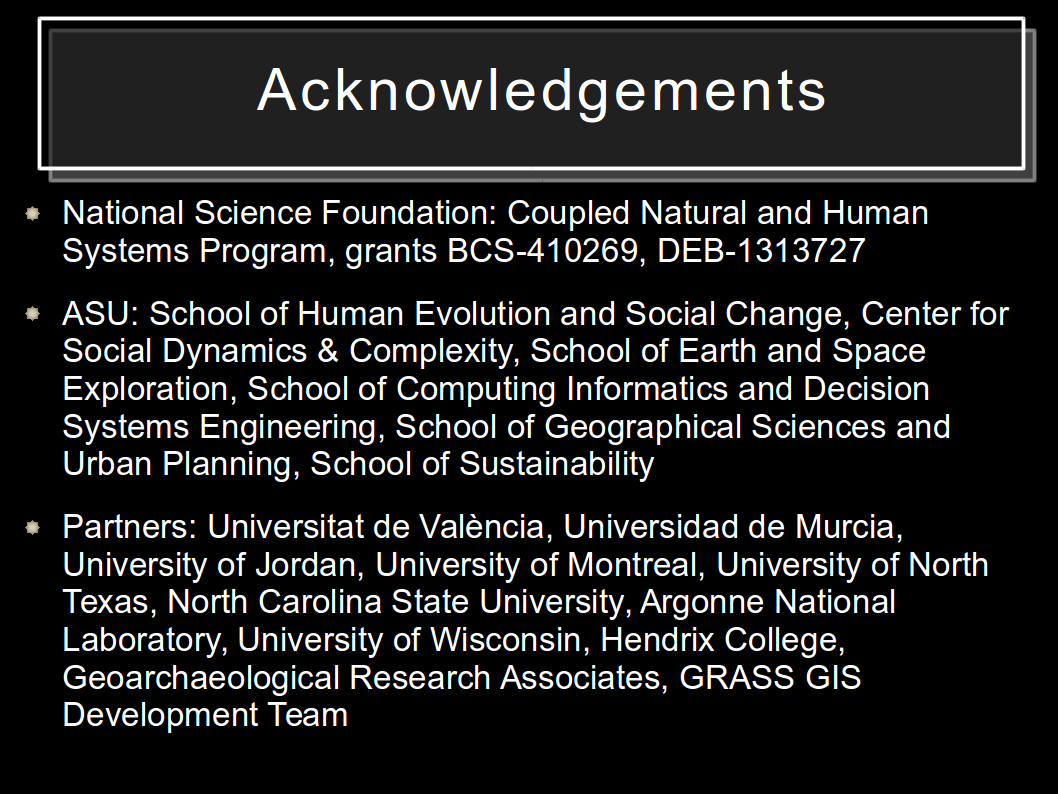 Acknowledgements
National Science Foundation: Coupled Natural and Human
Systems Program, grants BCS-410269, DEB-1313727
ASU: School of Human Evolution and Social Change, Center for
Social Dynamics & Complexity, School of Earth and Space
Exploration, School of Computing Informatics and Decision
Systems Engineering, School of Geographical Sciences and
Urban Planning, School of Sustainability
Partners: Universitat de València, Universidad de Murcia,
University of Jordan, University of Montreal, University of North
Texas, North Carolina State University, Argonne National
Laboratory, University of Wisconsin, Hendrix College,
Geoarchaeological Research Associates, GRASS GIS
Development Team